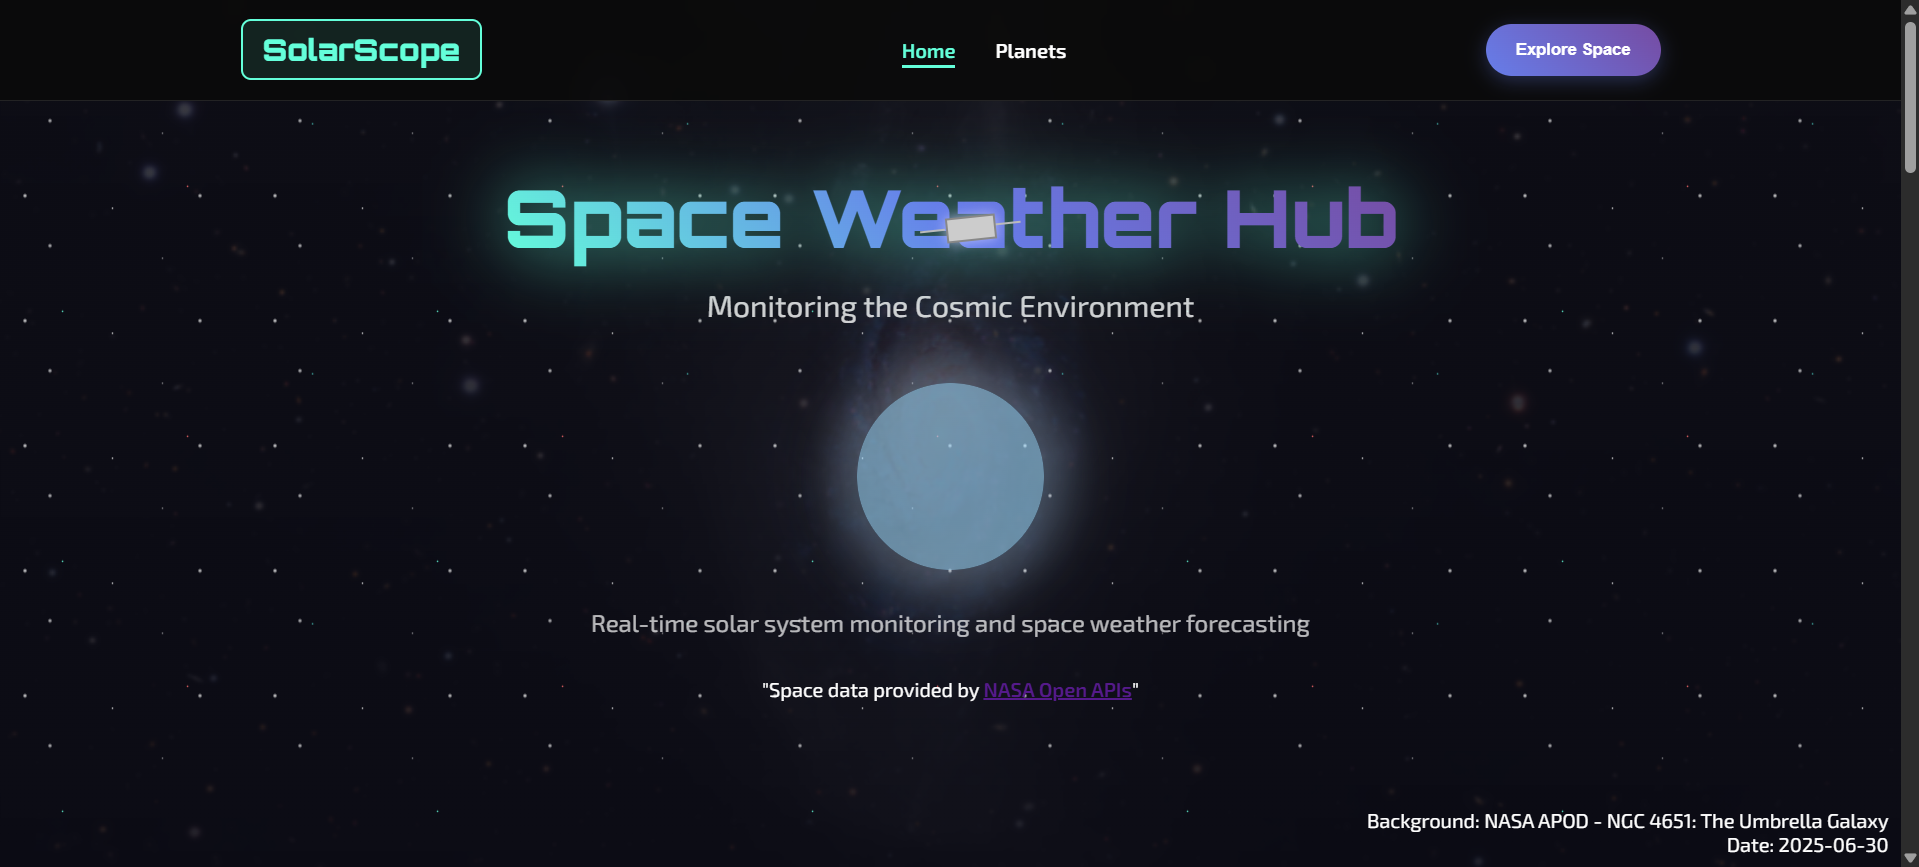 SolarScope
Home
Planets
Explore Space
Space Weather Hub
Monitoring the Cosmic Environment
Real-time solar system monitoring and space weather forecasting
"Space data provided by NASA Open APIs"
Background: NASA APOD - NGC 4651: The Umbrella Galaxy
Date: 2025-06-30